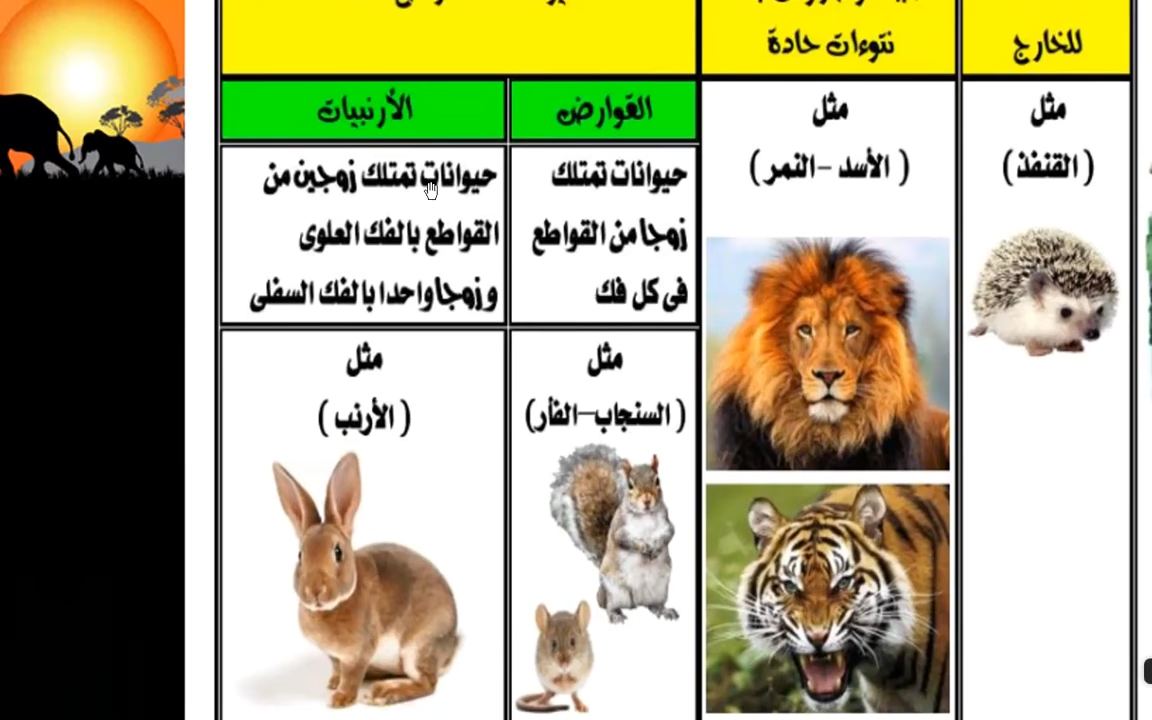 للخارج
مثل
( القنفذ )
نتوءات حادة
مثل
( الأسد – النمر )
القوارض
حيوانات تمتلك
زوجا من القواطع
فى كل فك
مثل
( السنجاب – الفأر )
الأرنبيات
حيوانات تمتلك زوجين من
القواطع بالفك العلوى
و زوجا واحدا بالفك السفلى
مثل
( الأرنب )